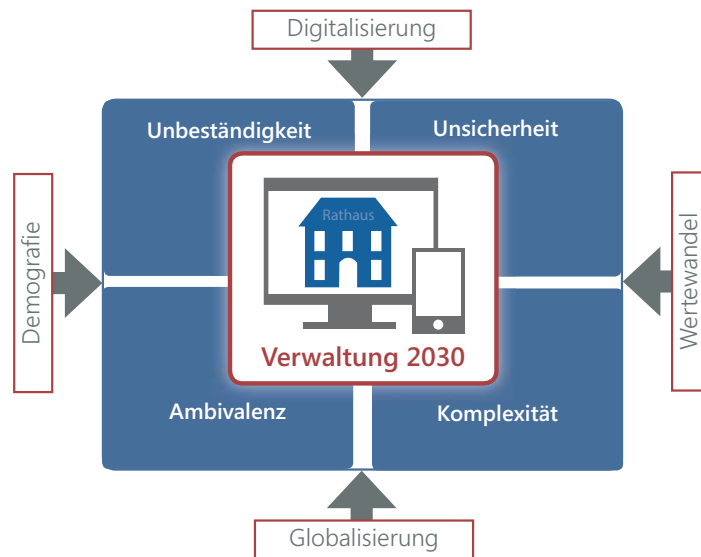 Digitalisierung
Unbeständigkeit
Unsicherheit
Rathaus
Demografie
Wertewandel
Verwaltung 2030
Ambivalenz
Komplexität
Globalisierung